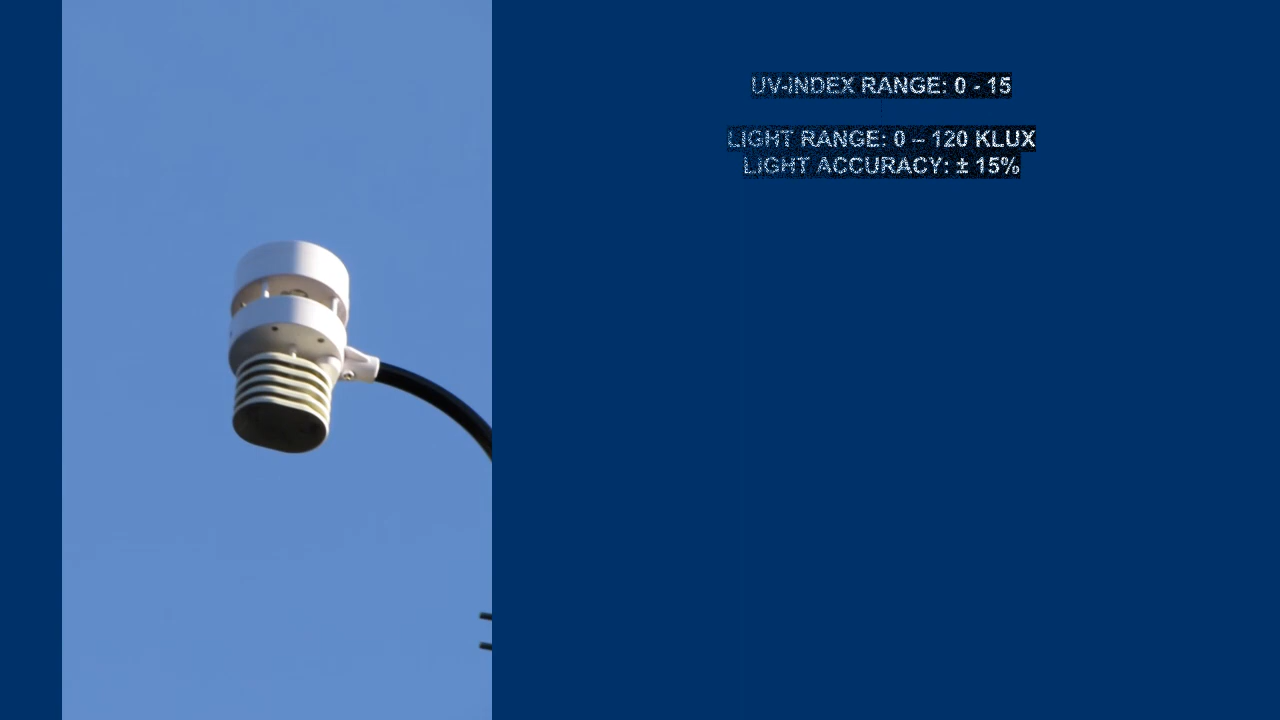 UV-INDEX RANGE: 0 - 15
LIGHT RANGE: 0 – 120 KLUX
LIGHT ACCURACY: ± 15%